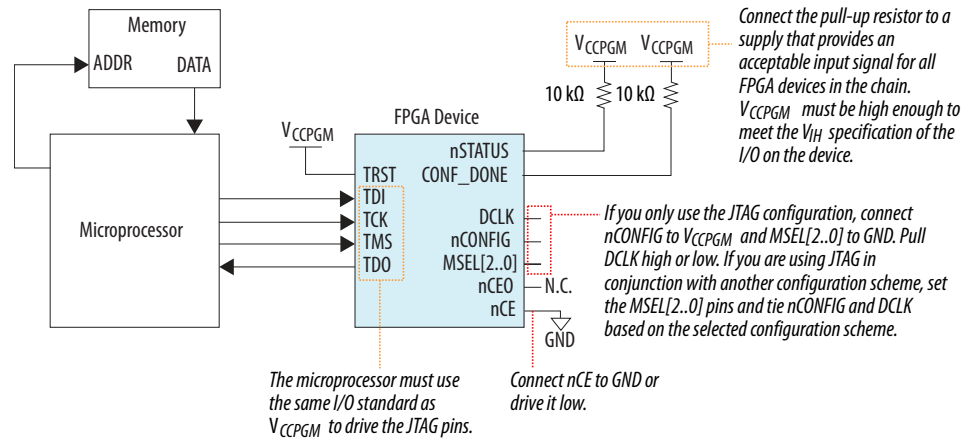 Memory
ADDR
DATA
Microprocessor
VCCPGM
FPGA Device
TRST
TDI
TCK
TMS
TDO
nSTATUS
CONF_DONE
DCLK
nCONFIG
MSEL[2..0]
nCEO
nCE
N.C.
GND
VCCPGM VCCPGM
10 kΩ 10 kΩ
Connect the pull-up resistor to a
supply that provides an
acceptable input signal for all
FPGA devices in the chain.
VCCPGM must be high enough to
meet the VIH specification of the
I/O on the device.
If you only use the JTAG configuration, connect
nCONFIG to VCCPGM and MSEL[2..0] to GND. Pull
DCLK high or low. If you are using JTAG in
conjunction with another configuration scheme, set
the MSEL[2..0] pins and tie nCONFIG and DCLK
based on the selected configuration scheme.
The microprocessor must use
the same I/O standard as
VCCPGM to drive the JTAG pins.
Connect nCE to GND or
drive it low.